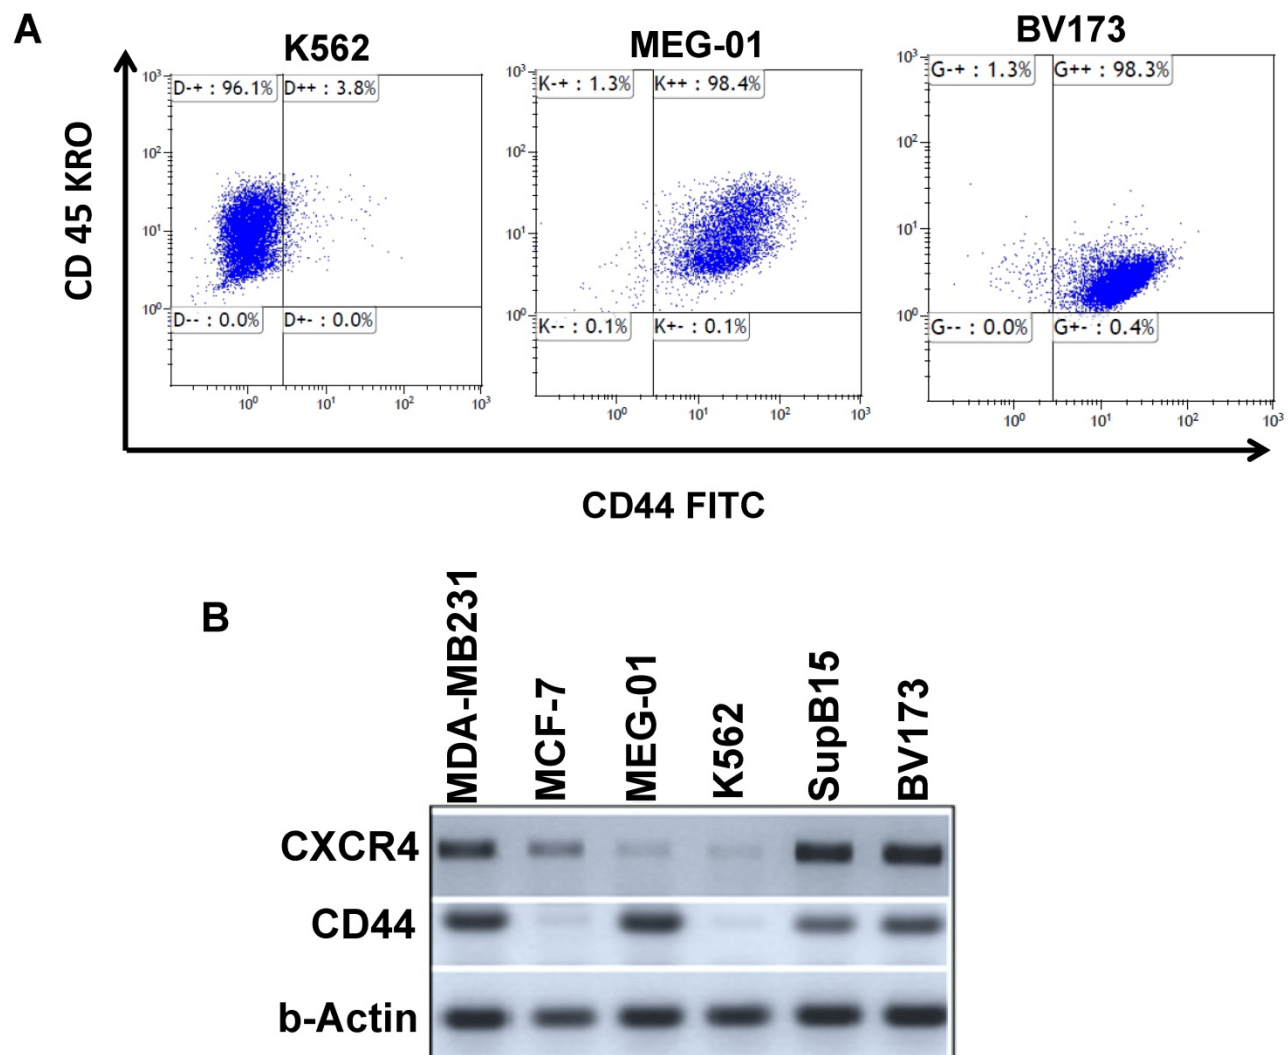 A
K562
MEG-01
BV173
CD 45 KRO
10³
10²
10¹
10⁰
D-+ : 96.1%
D++ : 3.8%
D-- : 0.0%
D+- : 0.0%
10⁰
10¹
10²
10³
10³
10²
10¹
10⁰
K-+ : 1.3%
K++ : 98.4%
K-- : 0.1%
K+- : 0.1%
10⁰
10¹
10²
10³
10³
10²
10¹
10⁰
G-+ : 1.3%
G++ : 98.3%
G-- : 0.0%
G+- : 0.4%
10⁰
10¹
10²
10³
CD44 FITC
B
MDA-MB231
MCF-7
MEG-01
K562
SupB15
BV173
CXCR4
CD44
b-Actin